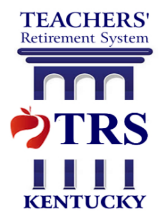 TEACHERS'
Retirement System
TRS
KENTUCKY